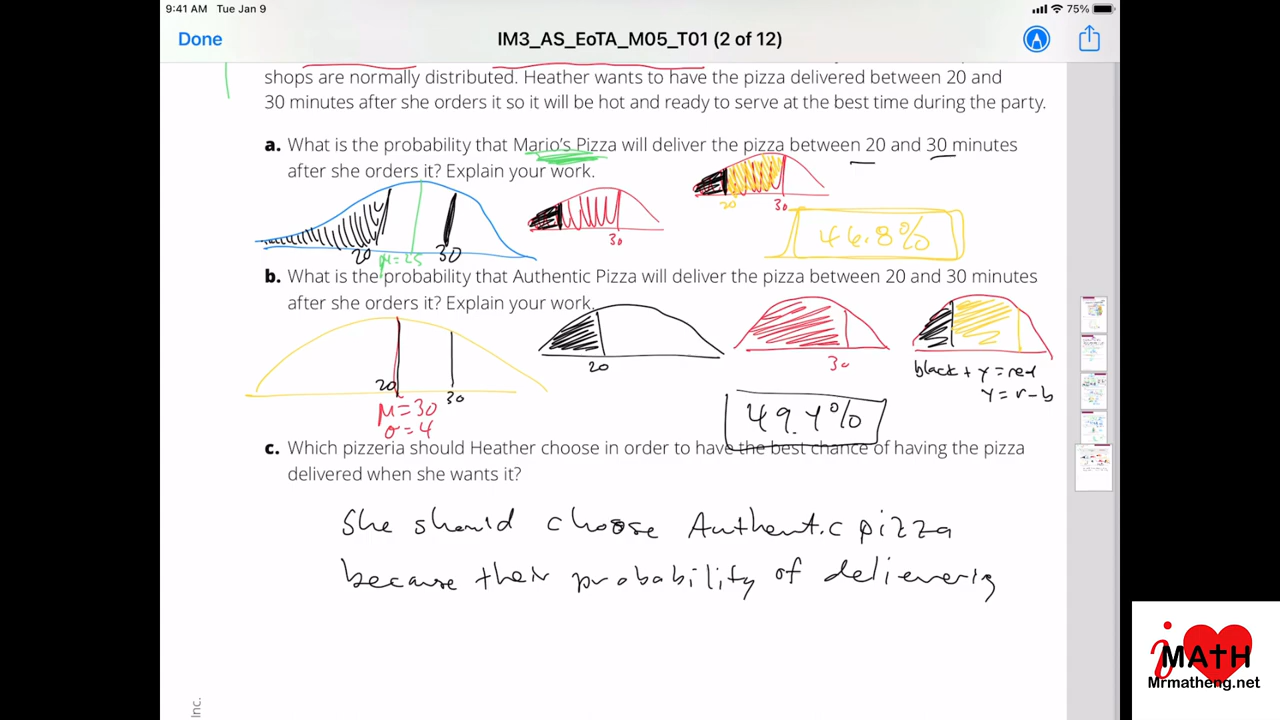 9:41 AM Tue Jan 9
75%
Done
IM3_AS_EoTA_M05_T01 (2 of 12)
shops are normally distributed. Heather wants to have the pizza delivered between 20 and
30 minutes after she orders it so it will be hot and ready to serve at the best time during the party.
a. What is the probability that Mario's Pizza will deliver the pizza between 20 and 30 minutes
after she orders it? Explain your work.
20
μ=25
30
30
20
30
46.8%
b. What is the probability that Authentic Pizza will deliver the pizza between 20 and 30 minutes
after she orders it? Explain your work.
20
30
μ=30
σ=4
20
30
black + y = red
y = r - b
49.4%
c. Which pizzeria should Heather choose in order to have the best chance of having the pizza
delivered when she wants it?
She should choose Authentic pizza
because their probability of delieverig
Inc.
i
MATH
Mrmatheng.net